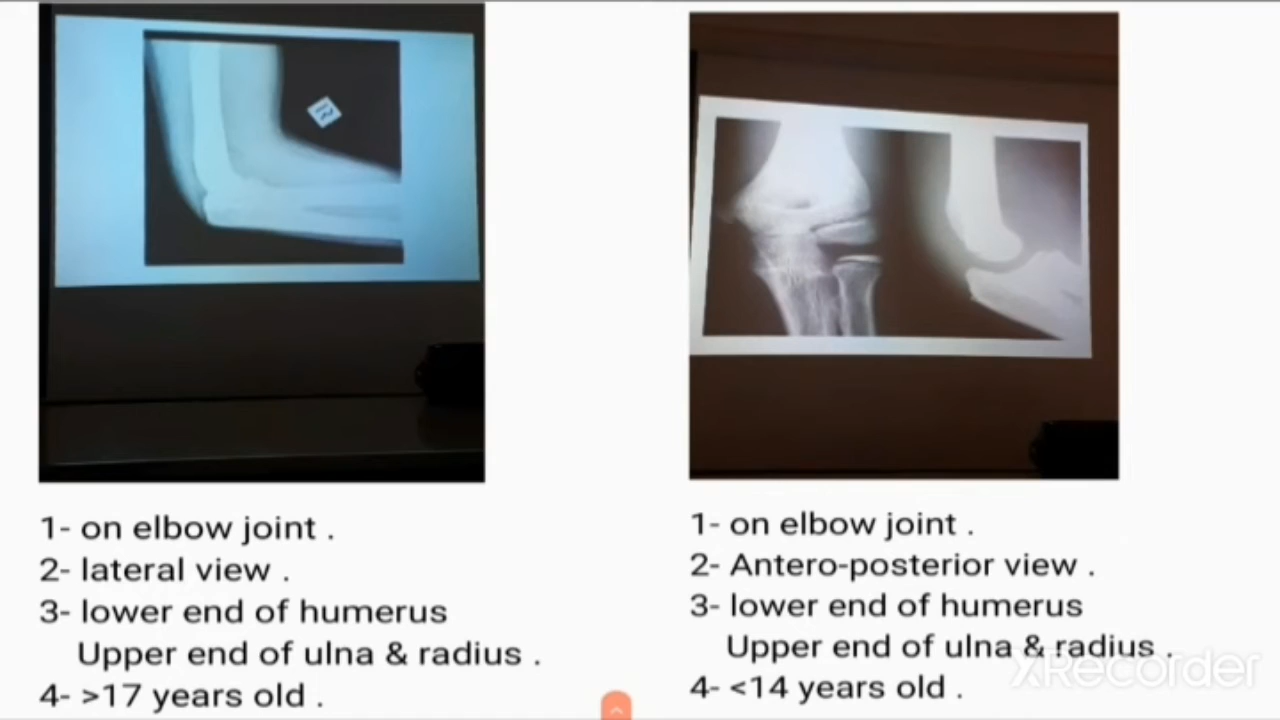 1- on elbow joint .
2- lateral view .
3- lower end of humerus
Upper end of ulna & radius .
4- >17 years old .
1- on elbow joint .
2- Antero-posterior view .
3- lower end of humerus
Upper end of ulna & radius .
4- <14 years old .
XRecorder